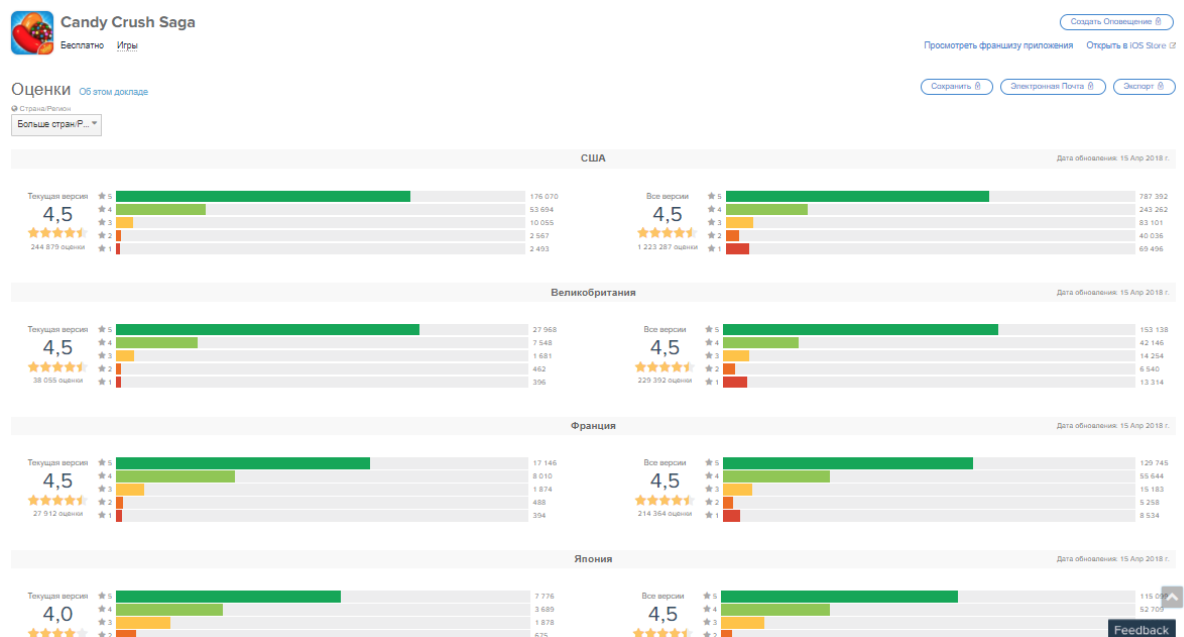 Candy Crush Saga
Создать Оповещение
Бесплатно Игры
Просмотреть франшизу приложения Открыть в iOS Store
Оценки Об этом докладе
Сохранить Электронная Почта Экспорт
Страна/Регион
Больше стран/Р...
США Дата обновления: 15 Апр 2018 г.
Текущая версия 5 176 070 Все версии 5 787 392
4,5 4 53 694 4,5 4 243 262
3 10 055 3 83 101
2 2 567 2 40 036
244 879 оценки 1 2 493 1 223 287 оценки 1 69 496
Великобритания Дата обновления: 15 Апр 2018 г.
Текущая версия 5 27 968 Все версии 5 153 138
4,5 4 7 548 4,5 4 42 146
3 1 681 3 14 254
2 462 2 6 540
38 055 оценки 1 396 229 392 оценки 1 13 314
Франция Дата обновления: 15 Апр 2018 г.
Текущая версия 5 17 146 Все версии 5 129 745
4,5 4 8 010 4,5 4 55 644
3 1 874 3 15 183
2 488 2 5 258
27 912 оценки 1 394 214 364 оценки 1 8 534
Япония Дата обновления: 15 Апр 2018 г.
Текущая версия 5 7 776 Все версии 5
4,0 4 3 689 4,5 4 52 709
3 1 878 3
2 675 2
Feedback